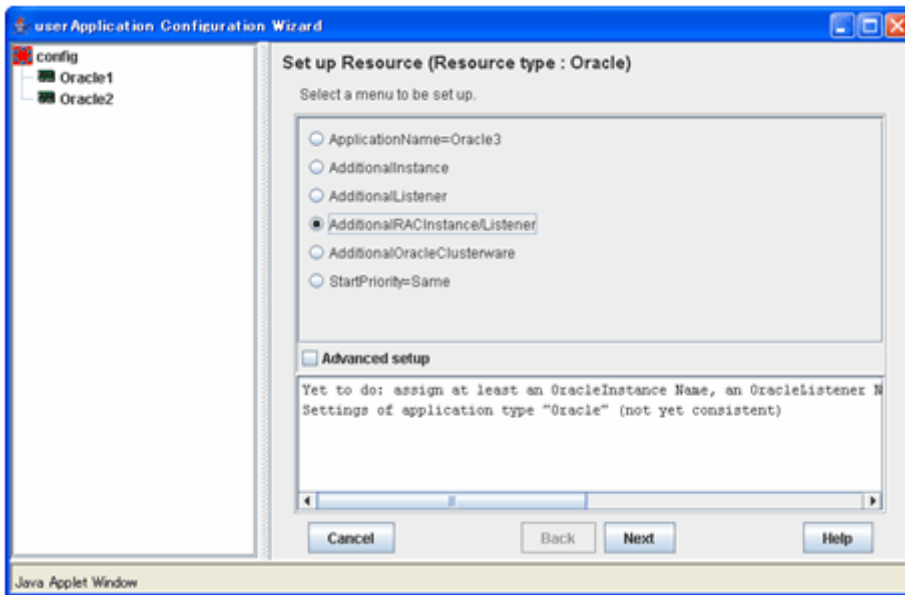 userApplication Configuration Wizard
config
Oracle1
Oracle2
Set up Resource (Resource type : Oracle)
Select a menu to be set up.
ApplicationName=Oracle3
AdditionalInstance
AdditionalListener
AdditionalRACInstance/Listener
AdditionalOracleClusterware
StartPriority=Same
Advanced setup
Yet to do: assign at least an OracleInstance Name, an OracleListener N
Settings of application type "Oracle" (not yet consistent)
Cancel
Back
Next
Help
Java Applet Window